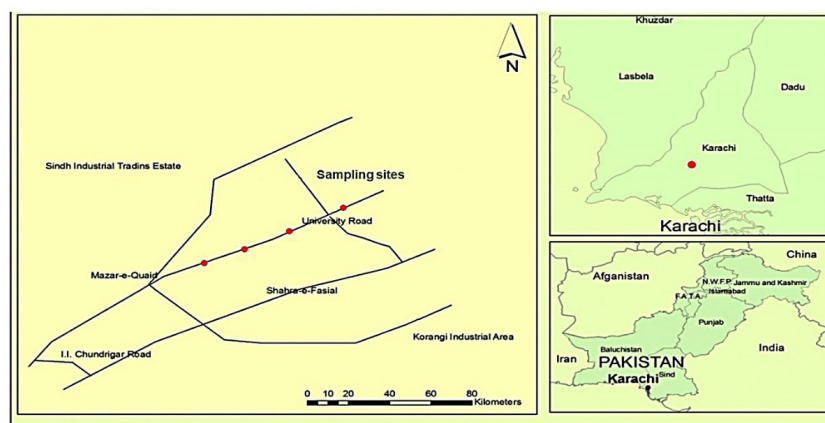 N
Sindh Industrial Tradins Estate
Sampling sites
University Road
Mazar-e-Quaid
Shahra-e-Fasial
Korangi Industrial Area
I.I. Chundrigar Road
0 10 20 40 60 80
Kilometers
Khuzdar
Lasbela
Dadu
Karachi
Thatta
Karachi
China
Afganistan
N.W.F.P.
Jammu and Kashmir
Islamabad
F.A.T.A.
Punjab
Baluchistan
India
Iran
PAKISTAN
Karachi
Sind